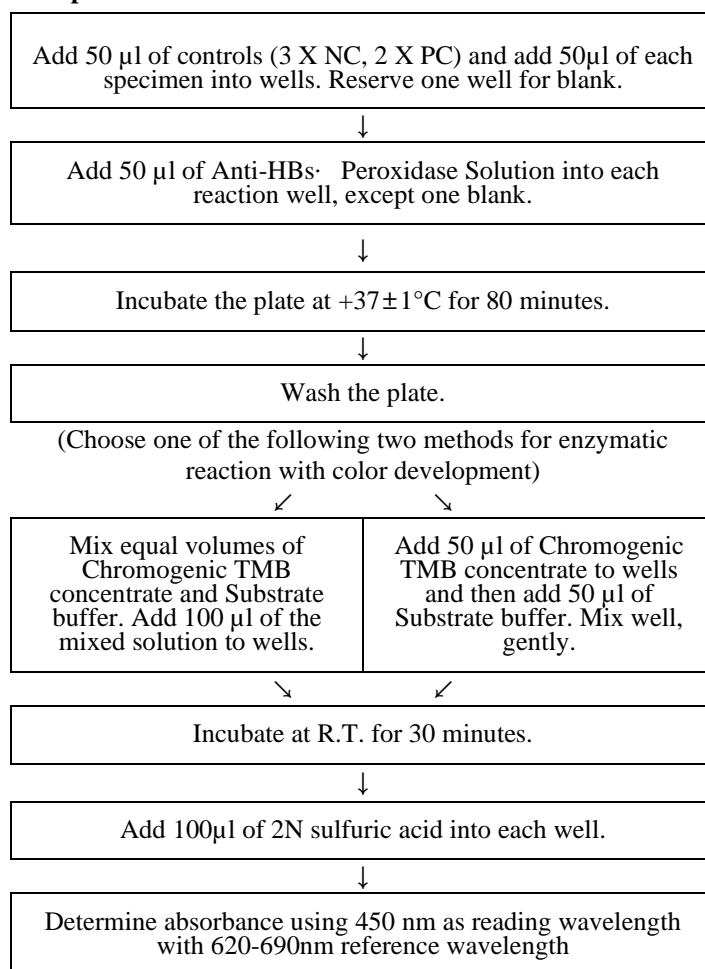 Add 50 µl of controls (3 X NC, 2 X PC) and add 50µl of each
specimen into wells. Reserve one well for blank.
↓
Add 50 µl of Anti-HBs· Peroxidase Solution into each
reaction well, except one blank.
↓
Incubate the plate at +37±1°C for 80 minutes.
↓
Wash the plate.
(Choose one of the following two methods for enzymatic
reaction with color development)
↙ ↘
Mix equal volumes of
Chromogenic TMB
concentrate and Substrate
buffer. Add 100 µl of the
mixed solution to wells.
Add 50 µl of Chromogenic
TMB concentrate to wells
and then add 50 µl of
Substrate buffer. Mix well,
gently.
↘ ↙
Incubate at R.T. for 30 minutes.
↓
Add 100µl of 2N sulfuric acid into each well.
↓
Determine absorbance using 450 nm as reading wavelength
with 620-690nm reference wavelength